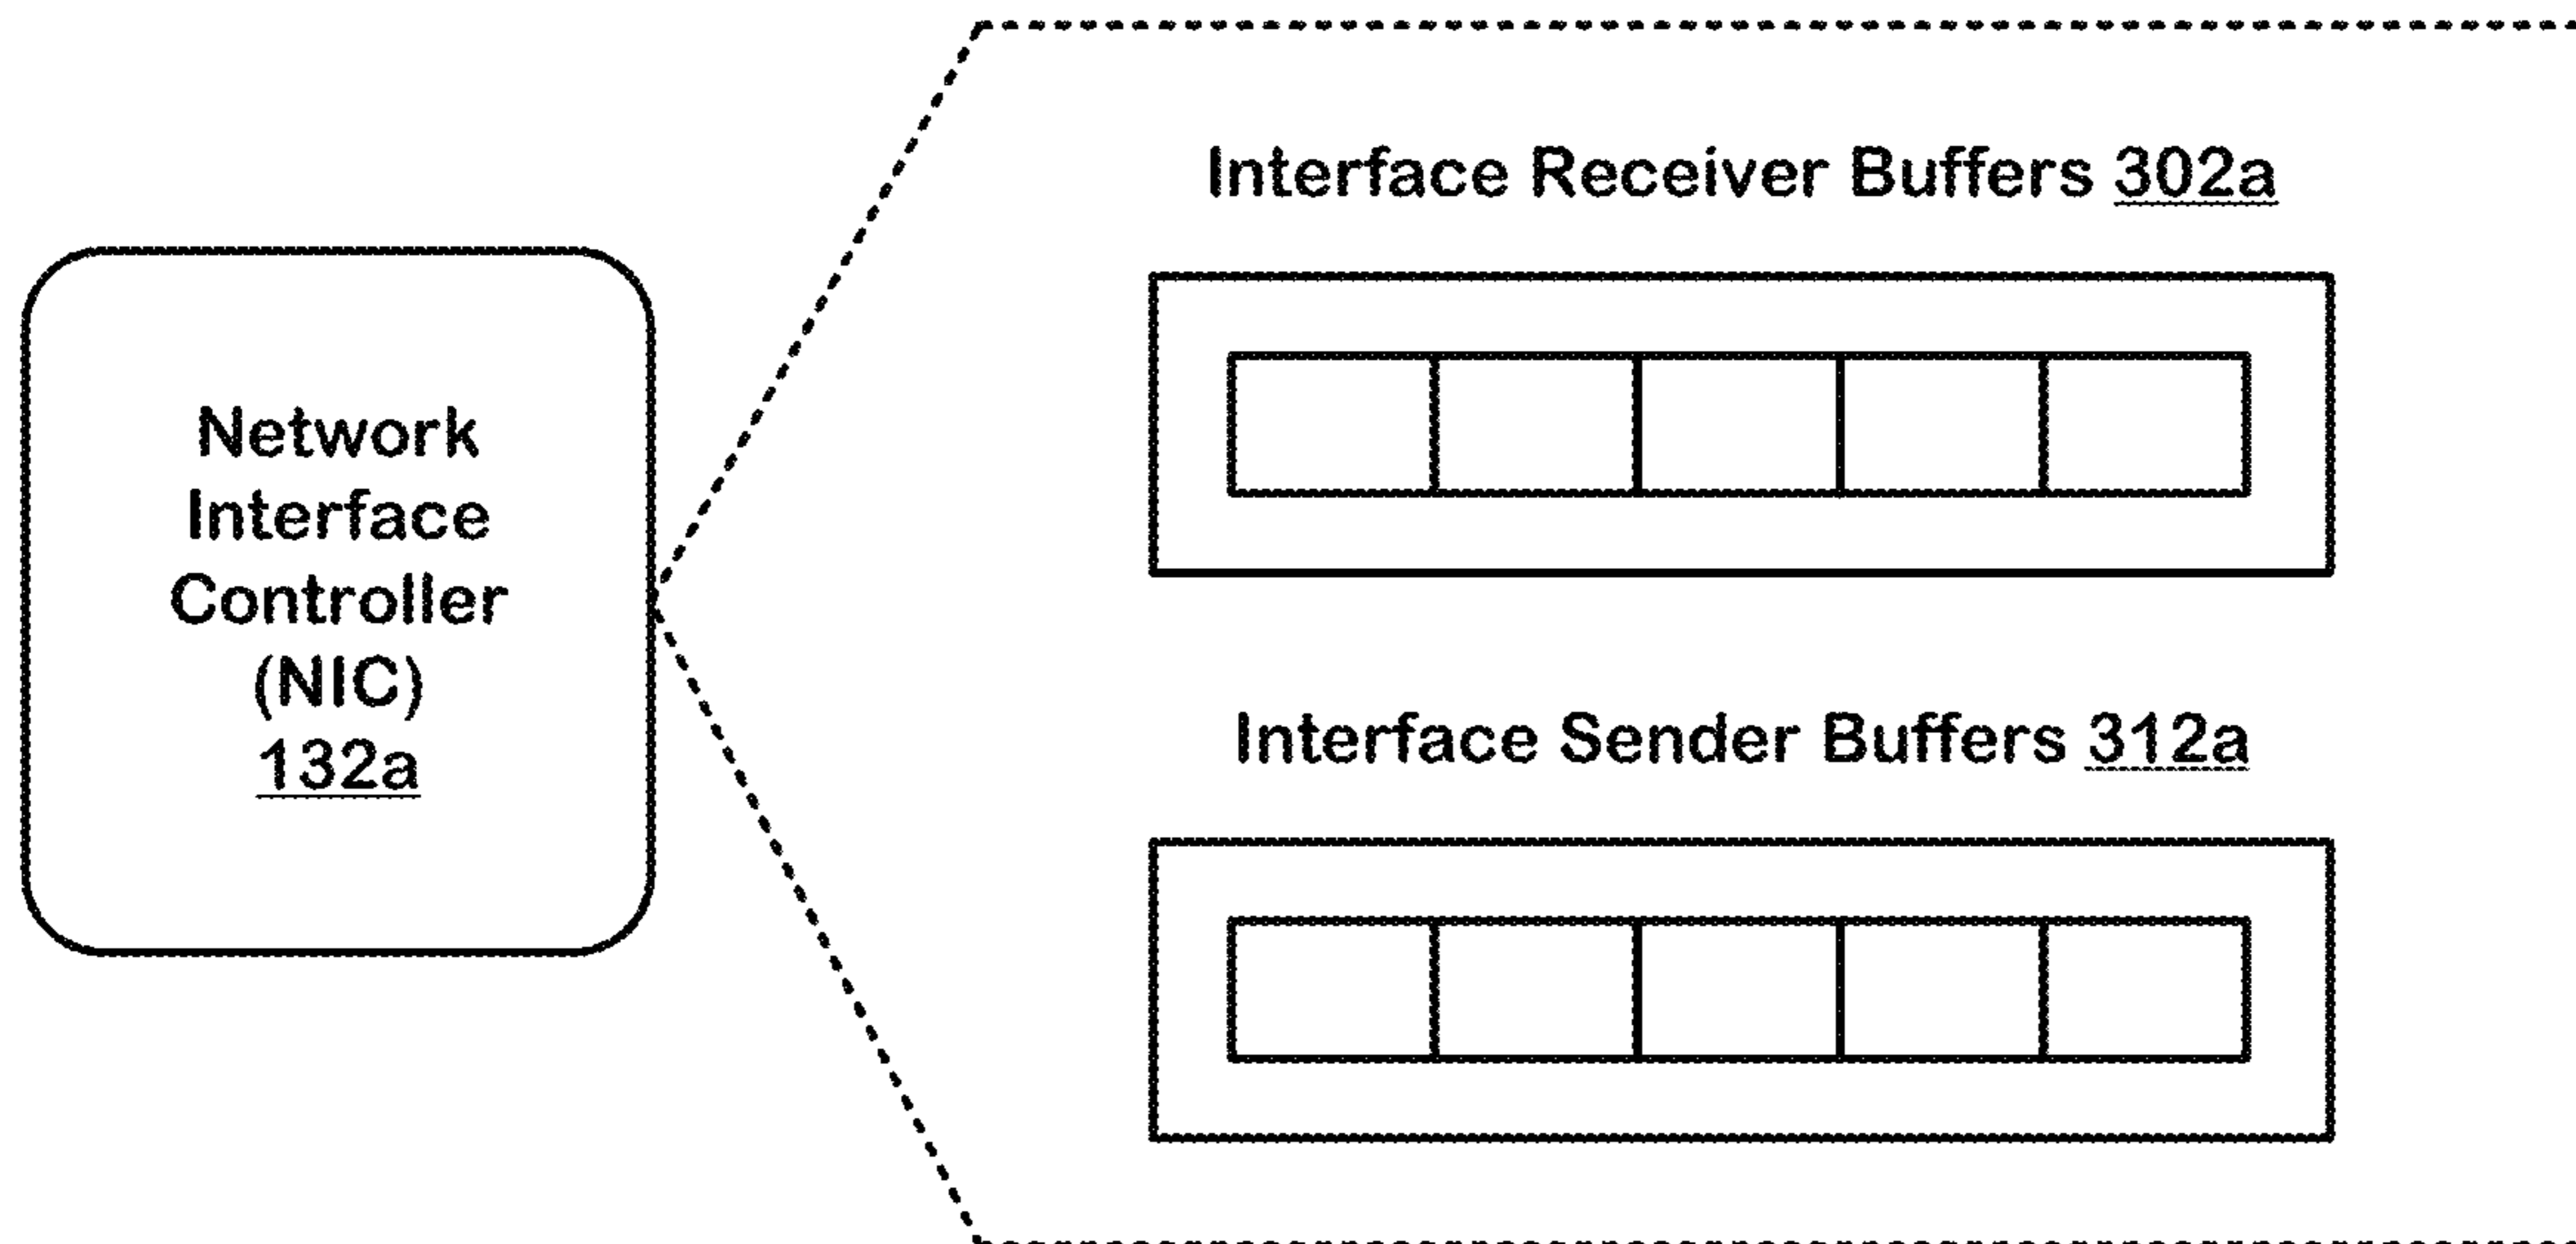 Interface Receiver Buffers 302a
Network
Interface
Controller
(NIC)
132a
Interface Sender Buffers 312a